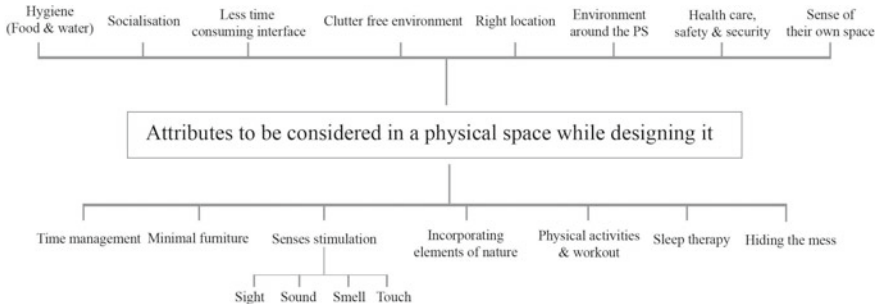 Hygiene
(Food & water)
Socialisation
Less time
consuming interface
Clutter free environment
Right location
Environment
around the PS
Health care,
safety & security
Sense of
their own space
Attributes to be considered in a physical space while designing it
Time management
Minimal furniture
Senses stimulation
Incorporating
elements of nature
Physical activities
& workout
Sleep therapy
Hiding the mess
Sight
Sound
Smell
Touch